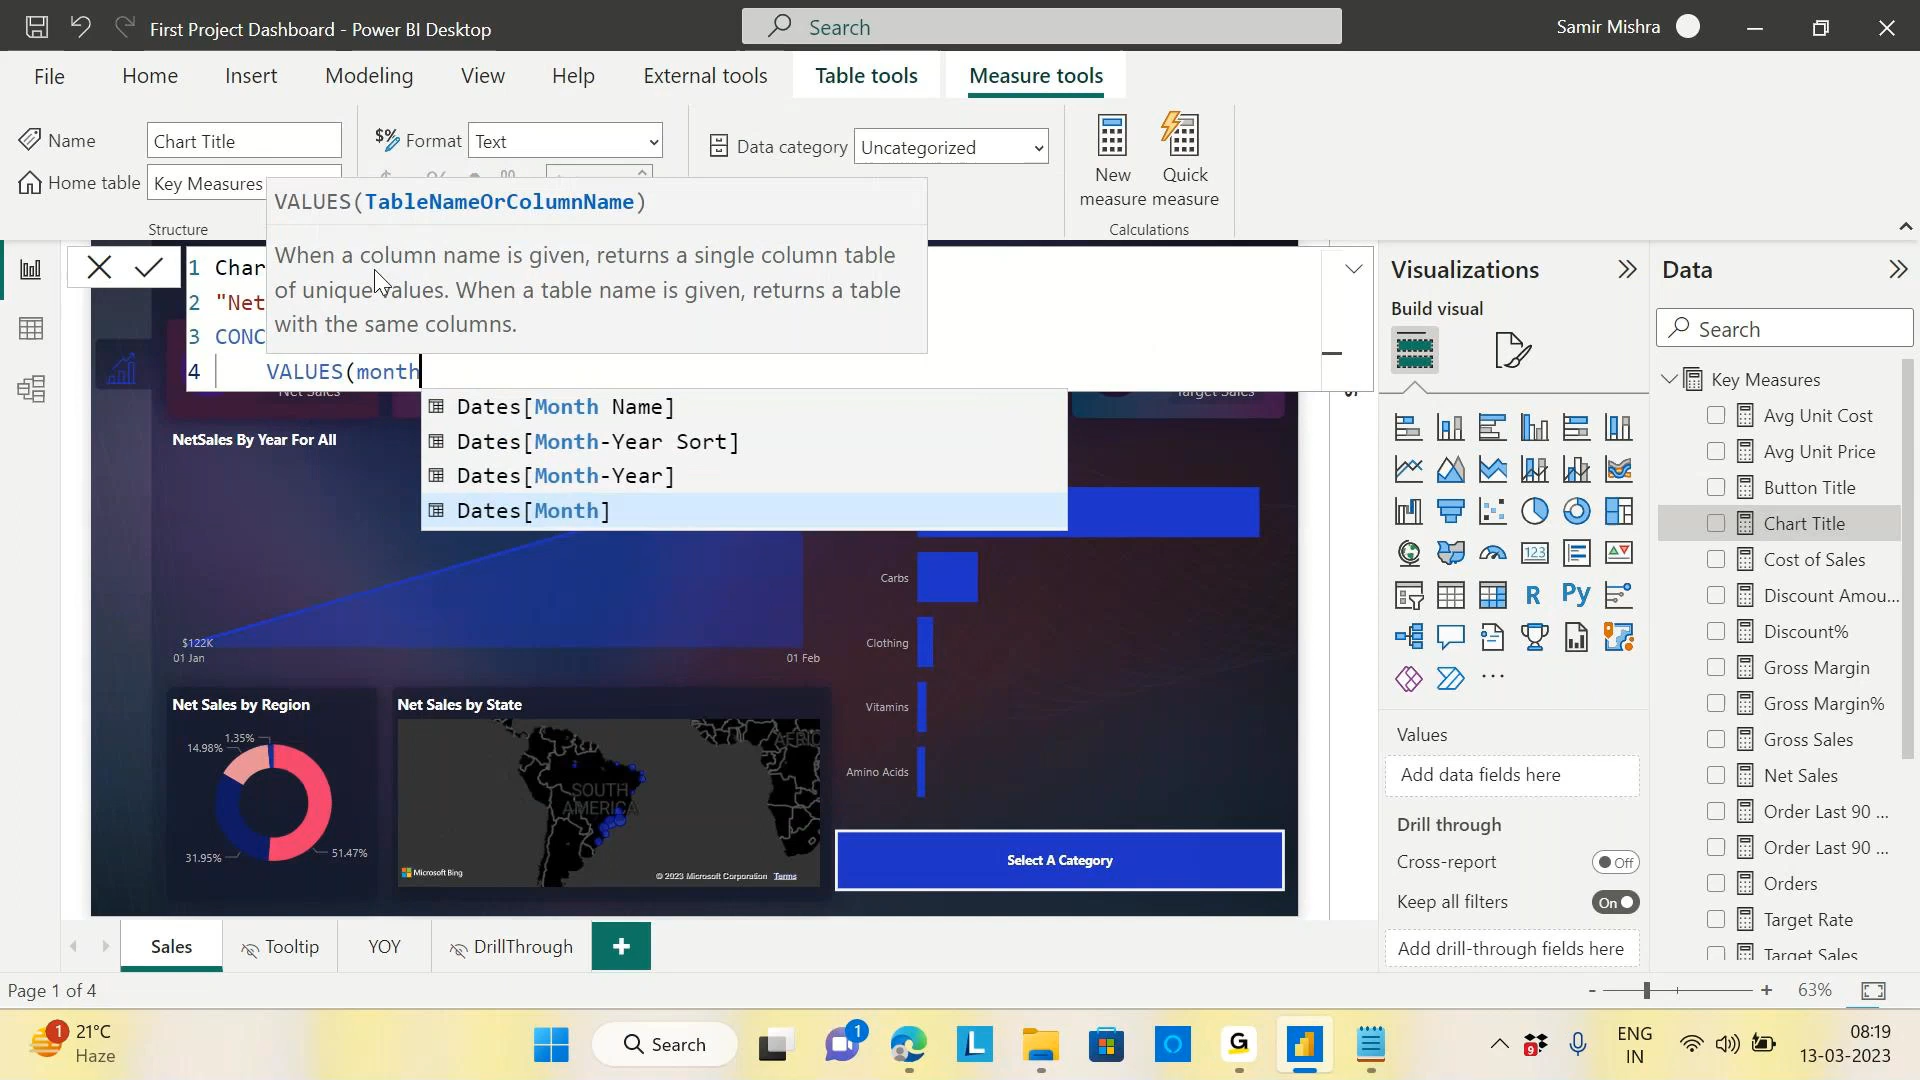 First Project Dashboard - Power BI Desktop
Search
Samir Mishra
File Home Insert Modeling View Help External tools Table tools Measure tools
Name Chart Title
$% Format Text
Data category Uncategorized
Home table Key Measures
New measure
Quick measure
Structure
Calculations
VALUES(TableNameOrColumnName)
When a column name is given, returns a single column table
of unique values. When a table name is given, returns a table
with the same columns.
1 Char
2 "Net
3 CONC
4 VALUES(month
Dates[Month Name]
Dates[Month-Year Sort]
Dates[Month-Year]
Dates[Month]
Net Sales
Target Sales
NetSales By Year For All
$122K
01 Jan
01 Feb
Carbs
Clothing
Vitamins
Amino Acids
Net Sales by Region
1.35%
14.98%
31.95%
51.47%
Net Sales by State
SOUTH
AMERICA
Microsoft Bing
© 2023 Microsoft Corporation Terms
Select A Category
Visualizations
Build visual
123
R
Py
Values
Add data fields here
Drill through
Cross-report Off
Keep all filters On
Add drill-through fields here
Data
Search
Key Measures
Avg Unit Cost
Avg Unit Price
Button Title
Chart Title
Cost of Sales
Discount Amou...
Discount%
Gross Margin
Gross Margin%
Gross Sales
Net Sales
Order Last 90 ...
Order Last 90 ...
Orders
Target Rate
Target Sales
Sales Tooltip YOY DrillThrough +
Page 1 of 4
- + 63%
1
21°C
Haze
Search
1
L
G
9
ENG
IN
08:19
13-03-2023